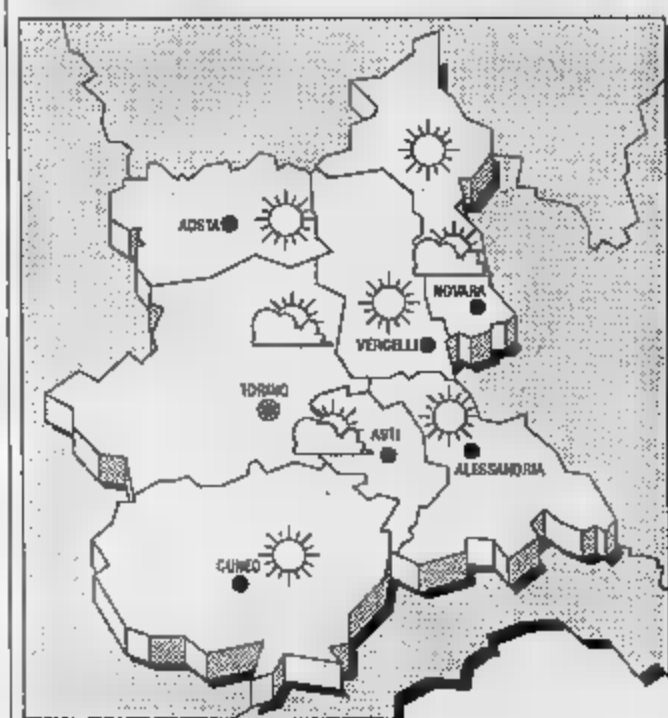 AOSTA
NOVARA
VERCELLI
TORINO
ASTI
ALESSANDRIA
CUNEO